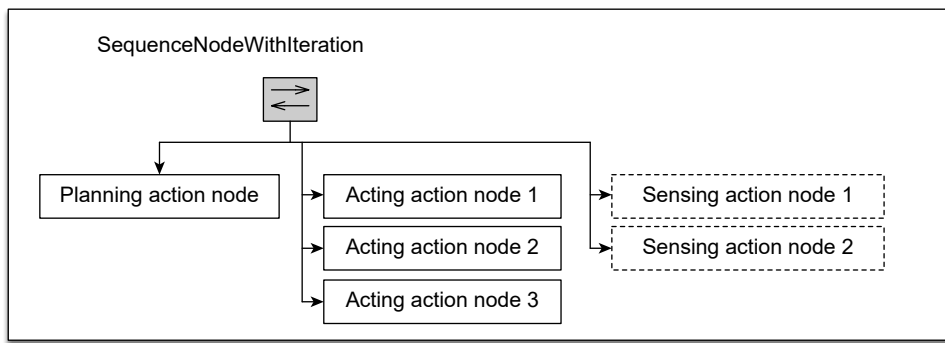 SequenceNodeWithIteration
Planning action node
Acting action node 1
Sensing action node 1
Acting action node 2
Sensing action node 2
Acting action node 3